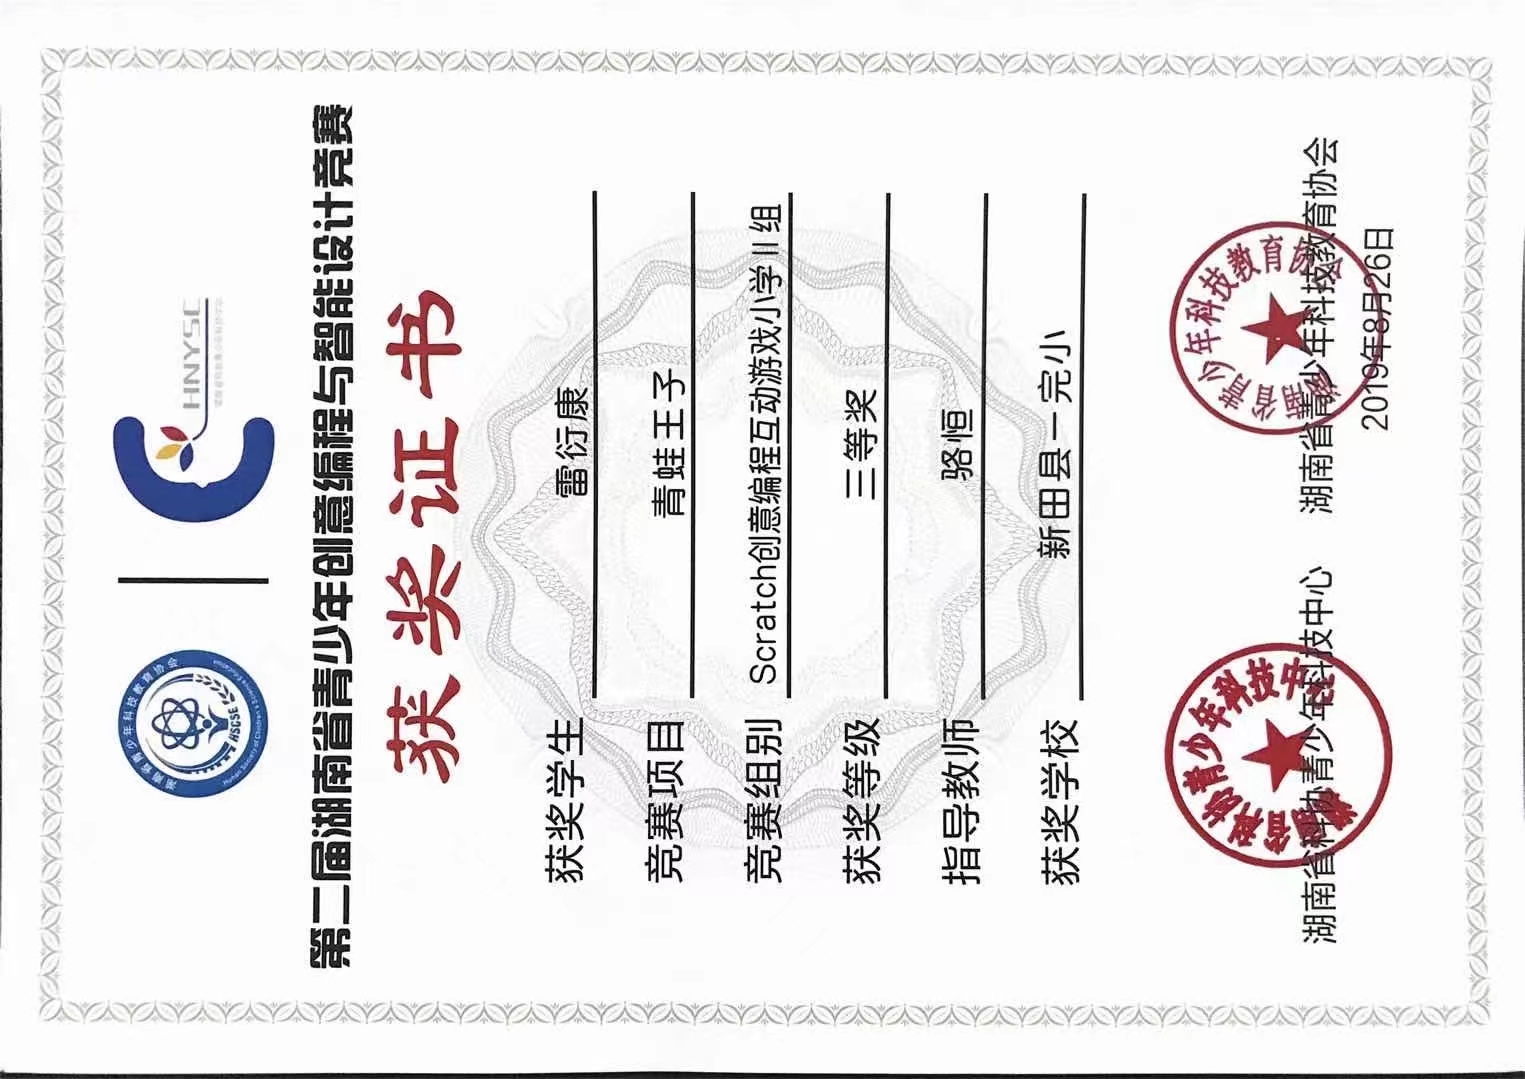 湖南省青少年科技教育协会
HSCSE
Hunan Society of Children's Science Education
HNYSC
第二届湖南省青少年创意编程与智能设计竞赛
获奖证书
获奖学生 雷衍康
竞赛项目 青蛙王子
竞赛组别 Scratch创意编程互动游戏小学Ⅱ组
获奖等级 三等奖
指导教师 骆恒
获奖学校 新田县一完小
湖南省科协青少年科技中心
湖南省青少年科技教育协会
湖南省科协青少年科技中心 湖南省青少年科技教育协会
2019年8月26日